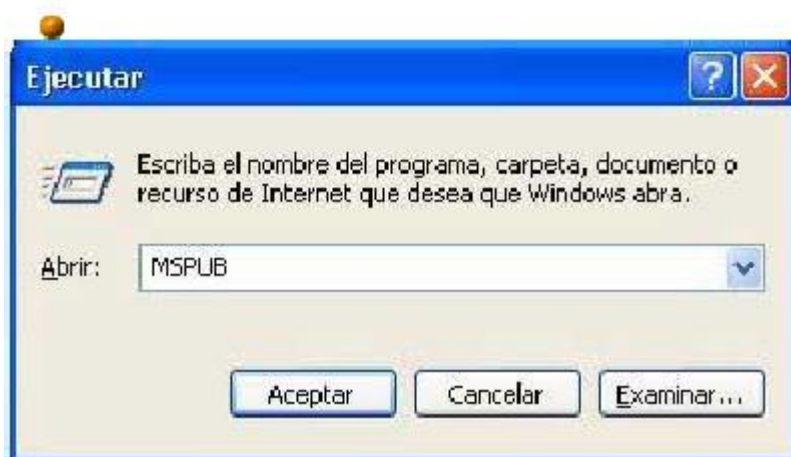 Ejecutar
Escriba el nombre del programa, carpeta, documento o
recurso de Internet que desea que Windows abra.
Abrir: MSPUB
Aceptar Cancelar Examinar...